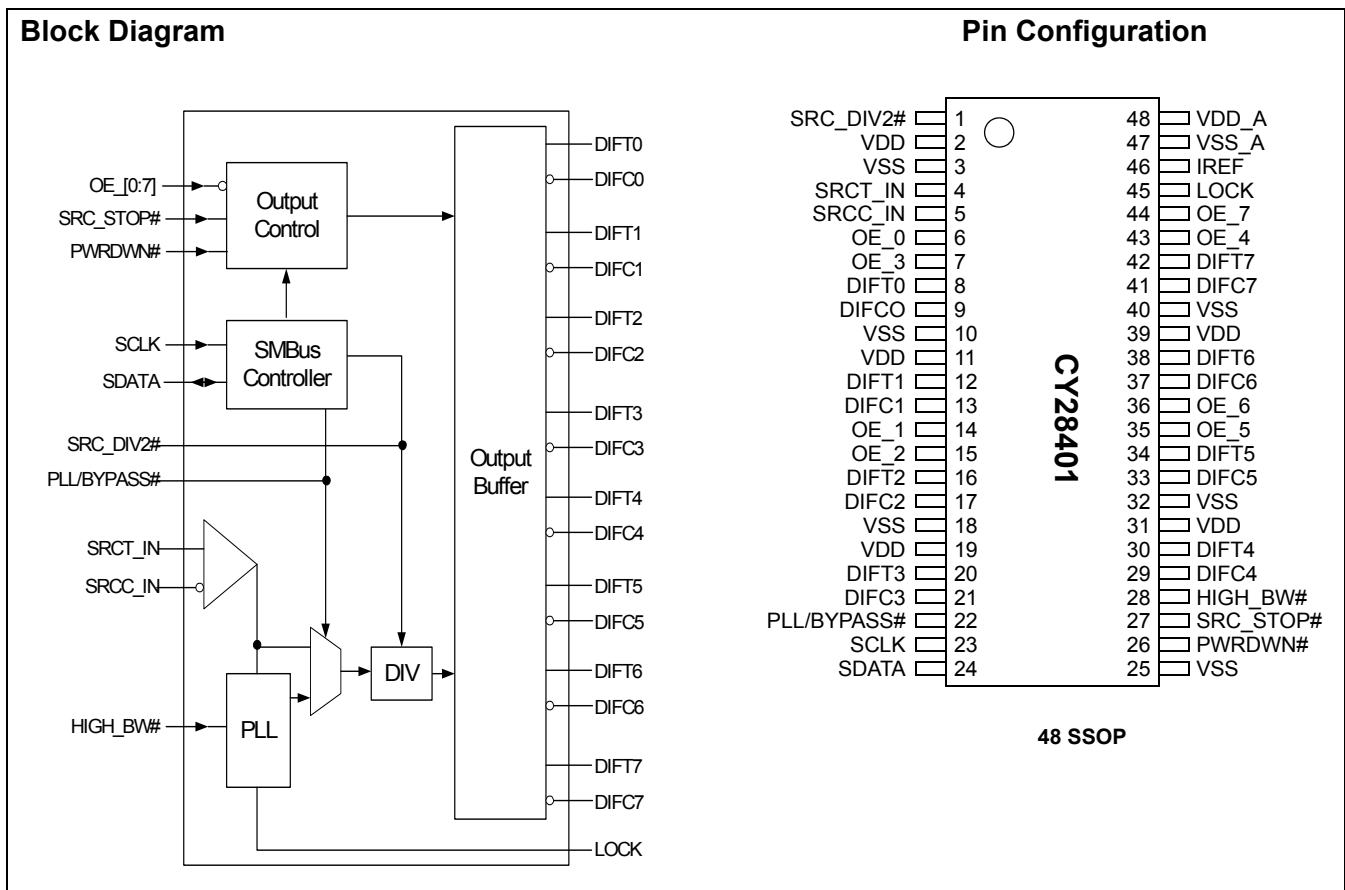 Block Diagram
OE_[0:7]
SRC_STOP#
PWRDWN#
SCLK
SDATA
SRC_DIV2#
PLL/BYPASS#
SRCT_IN
SRCC_IN
HIGH_BW#
Output
Control
SMBus
Controller
PLL
DIV
Output
Buffer
DIFT0
DIFC0
DIFT1
DIFC1
DIFT2
DIFC2
DIFT3
DIFC3
DIFT4
DIFC4
DIFT5
DIFC5
DIFT6
DIFC6
DIFT7
DIFC7
LOCK
Pin Configuration
SRC_DIV2# 1 48 VDD_A
VDD 2 47 VSS_A
VSS 3 46 IREF
SRCT_IN 4 45 LOCK
SRCC_IN 5 44 OE_7
OE_0 6 43 OE_4
OE_3 7 42 DIFT7
DIFT0 8 41 DIFC7
DIFCO 9 40 VSS
VSS 10 39 VDD
VDD 11 38 DIFT6
DIFT1 12 37 DIFC6
DIFC1 13 36 OE_6
OE_1 14 35 OE_5
OE_2 15 34 DIFT5
DIFT2 16 33 DIFC5
DIFC2 17 32 VSS
VSS 18 31 VDD
VDD 19 30 DIFT4
DIFT3 20 29 DIFC4
DIFC3 21 28 HIGH_BW#
PLL/BYPASS# 22 27 SRC_STOP#
SCLK 23 26 PWRDWN#
SDATA 24 25 VSS
CY28401
48 SSOP